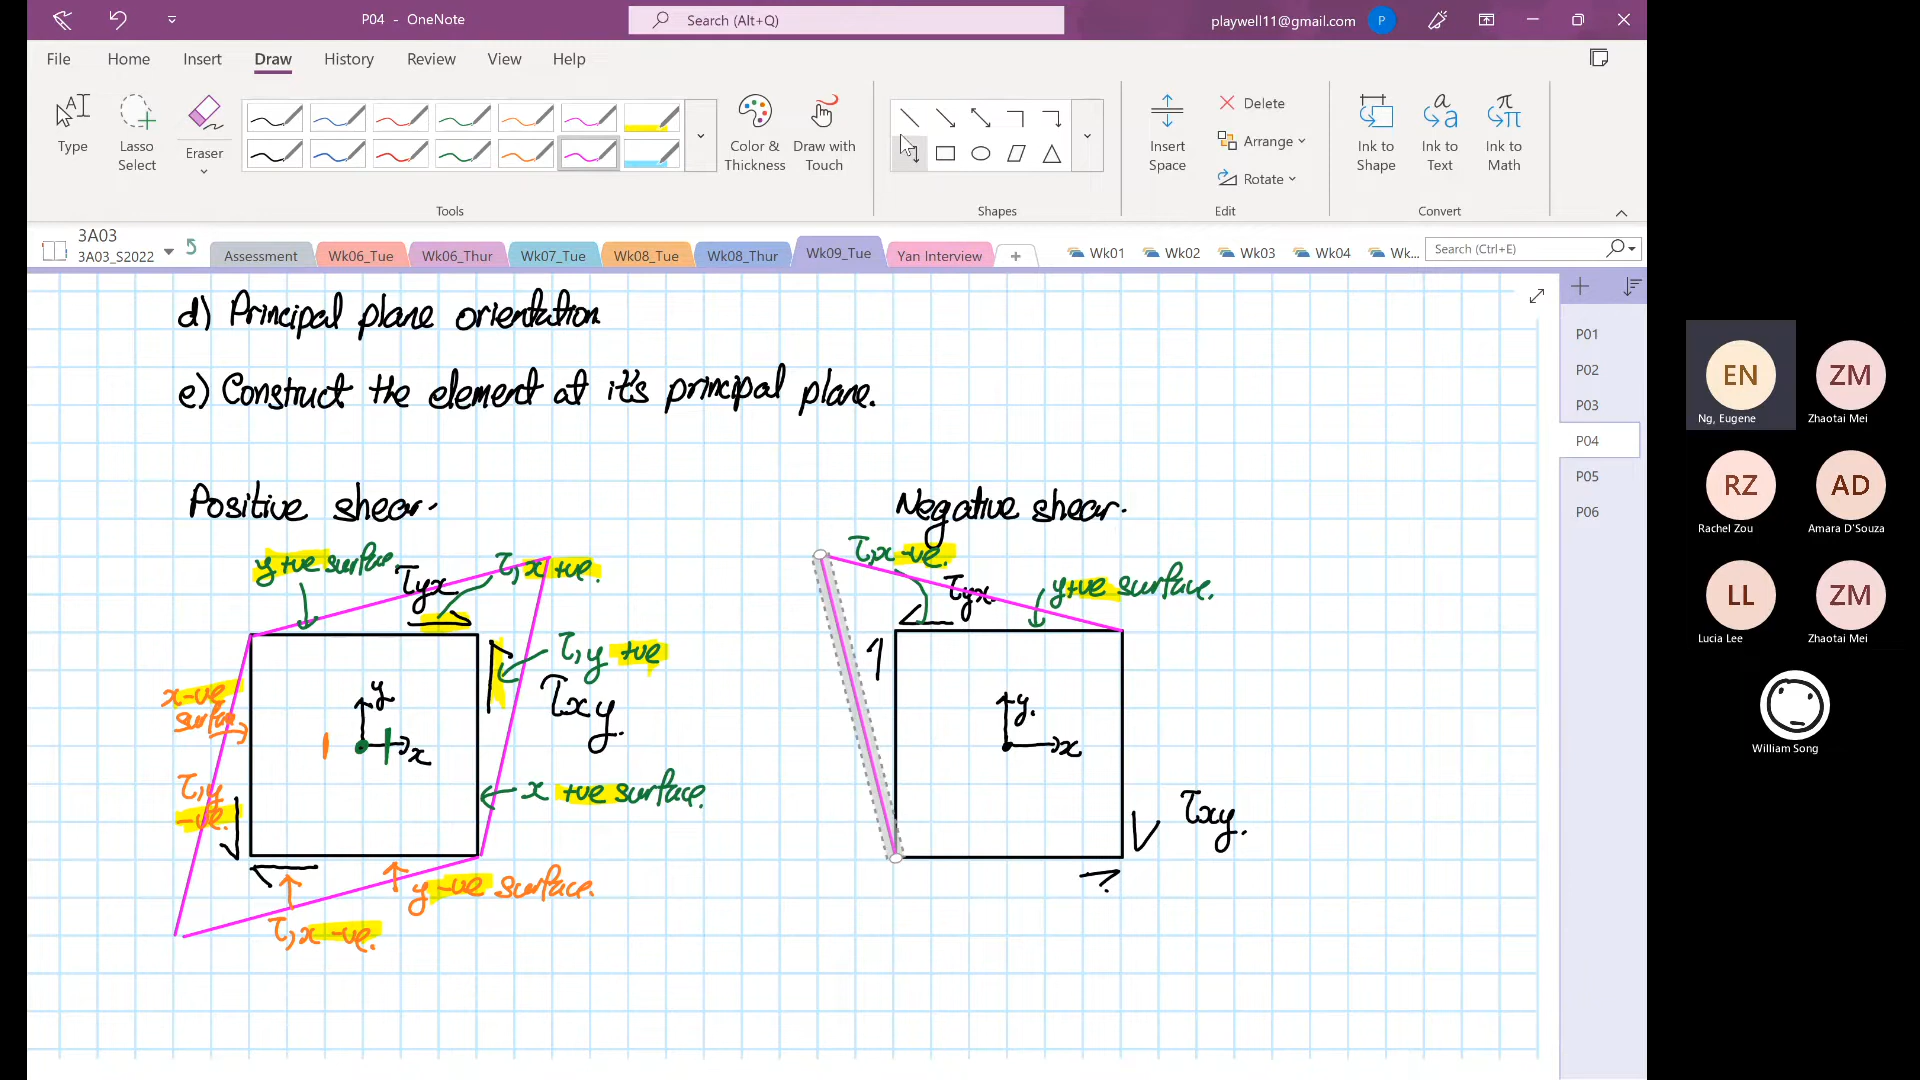 P04 - OneNote
Search (Alt+Q)
playwell11@gmail.com
P
File Home Insert Draw History Review View Help
Type
Lasso Select
Eraser
Color & Thickness
Draw with Touch
Insert Space
Delete
Arrange
Rotate
Ink to Shape
Ink to Text
Ink to Math
Tools
Shapes
Edit
Convert
3A03
3A03_S2022
Assessment
Wk06_Tue
Wk06_Thur
Wk07_Tue
Wk08_Tue
Wk08_Thur
Wk09_Tue
Yan Interview
Wk01
Wk02
Wk03
Wk04
Wk...
Search (Ctrl+E)
P01
P02
P03
P04
P05
P06
d) Principal plane orientation
e) Construct the element at it's principal plane.
Positive shear.
y +ve surface
τyx
τ, x +ve.
τ, y +ve
τxy.
x -ve surface
y
x
τ, y -ve.
x +ve surface.
y -ve surface.
τ, x -ve.
Negative shear.
τ, x -ve.
τyx.
y +ve surface.
y.
x
τxy.
EN
Ng, Eugene
ZM
Zhaotai Mei
RZ
Rachel Zou
AD
Amara D'Souza
LL
Lucia Lee
ZM
Zhaotai Mei
William Song